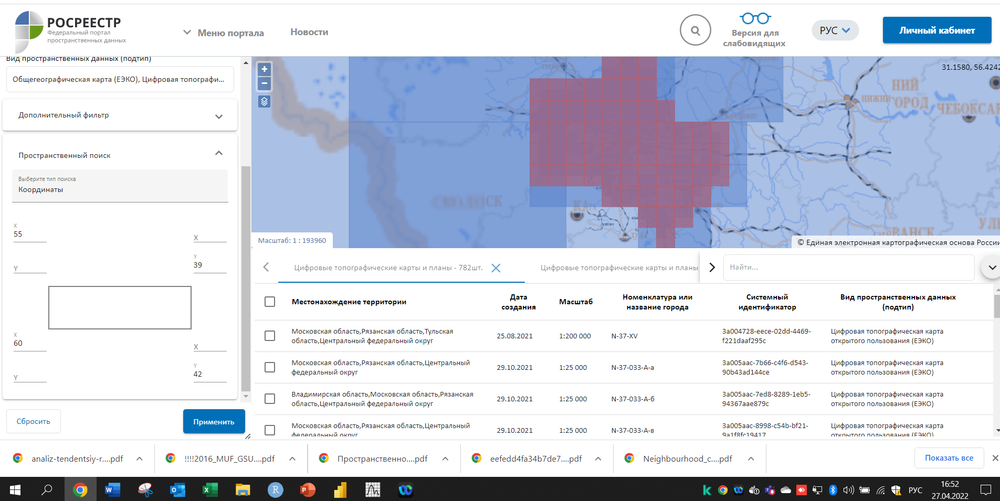 РОСРЕЕСТР
Федеральный портал
пространственных данных
Меню портала
Новости
Версия для
слабовидящих
РУС
Личный кабинет
Вид пространственных данных (подтип)
Общегеографическая карта (ЕЭКО), Цифровая топографи...
Дополнительный фильтр
Пространственный поиск
Выберите тип поиска
Координаты
X
55
X
Y
Y
39
X
60
X
Y
Y
42
Сбросить
Применить
+
−
31.1580, 56.4242
НИЙ
НИЖНИ
ОРОД
ЧЕБОКСАР
СМОЛЕНСК
КА
ТУЛА
ВАНСК
УЛ
Масштаб: 1 : 193960
© Единая электронная картографическая основа России
Цифровые топографические карты и планы - 782шт.
Цифровые топографические карты и планы
Найти...
Местонахождение территории
Дата
создания
Масштаб
Номенклатура или
название города
Системный
идентификатор
Вид пространственных данных
(подтип)
Московская область,Рязанская область,Тульская
область,Центральный федеральный округ
25.08.2021
1:200 000
N-37-XV
3a004728-eece-02dd-4469-
f221daaf295c
Цифровая топографическая карта
открытого пользования (ЕЭКО)
Московская область,Рязанская область,Центральный
федеральный округ
29.10.2021
1:25 000
N-37-033-А-а
3a005aac-7b66-c4f6-d543-
90b43ad144ce
Цифровая топографическая карта
открытого пользования (ЕЭКО)
Владимирская область,Московская область,Рязанская
область,Центральный федеральный округ
29.10.2021
1:25 000
N-37-033-А-б
3a005aac-7ed8-8289-1eb5-
94367aae879c
Цифровая топографическая карта
открытого пользования (ЕЭКО)
Московская область,Рязанская область,Центральный
федеральный округ
29.10.2021
1:25 000
N-37-033-А-в
3a005aac-8998-c54b-bf21-
9a1f8fc19417
Цифровая топографическая карта
открытого пользования (ЕЭКО)
analiz-tendentsiy-r....pdf
!!!!2016_MUF_GSU....pdf
Пространственно....pdf
eefedd4fa34b7de7....pdf
Neighbourhood_c....pdf
Показать все
РУС
16:52
27.04.2022